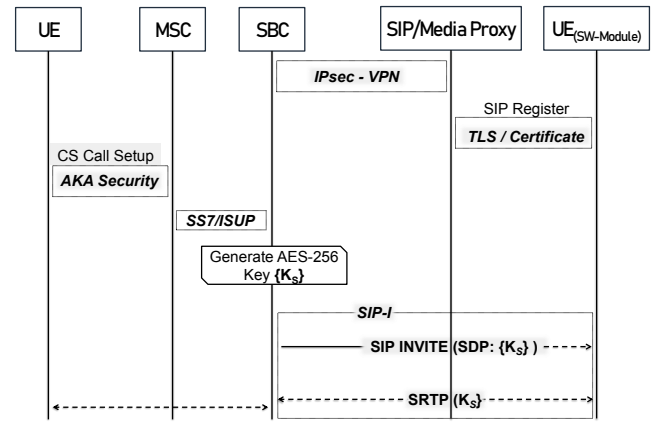 UE MSC SBC SIP/Media Proxy UE(SW-Module)
IPsec - VPN
SIP Register
TLS / Certificate
CS Call Setup
AKA Security
SS7/ISUP
Generate AES-256
Key {KS}
SIP-I
SIP INVITE (SDP: {KS} )
SRTP (KS}